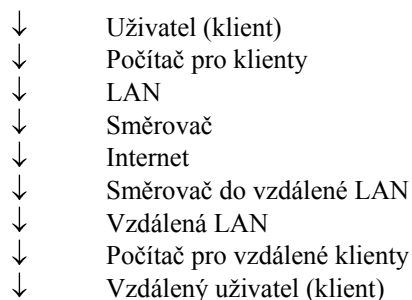 ↓ Uživatel (klient)
↓ Počítač pro klienty
↓ LAN
↓ Směrovač
↓ Internet
↓ Směrovač do vzdálené LAN
↓ Vzdálená LAN
↓ Počítač pro vzdálené klienty
↓ Vzdálený uživatel (klient)